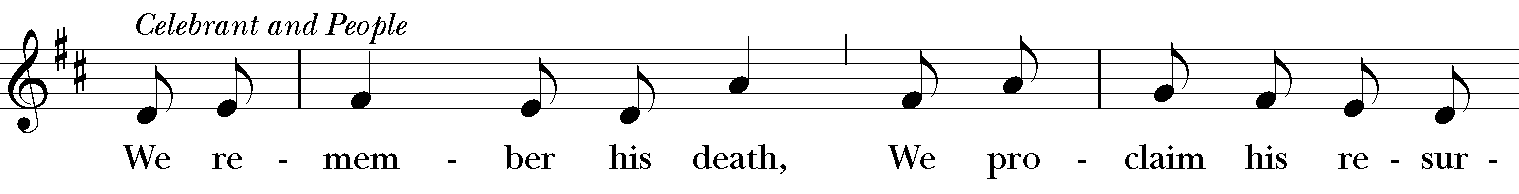 Celebrant and People
We re - mem - ber his death, We pro - claim his re - sur -